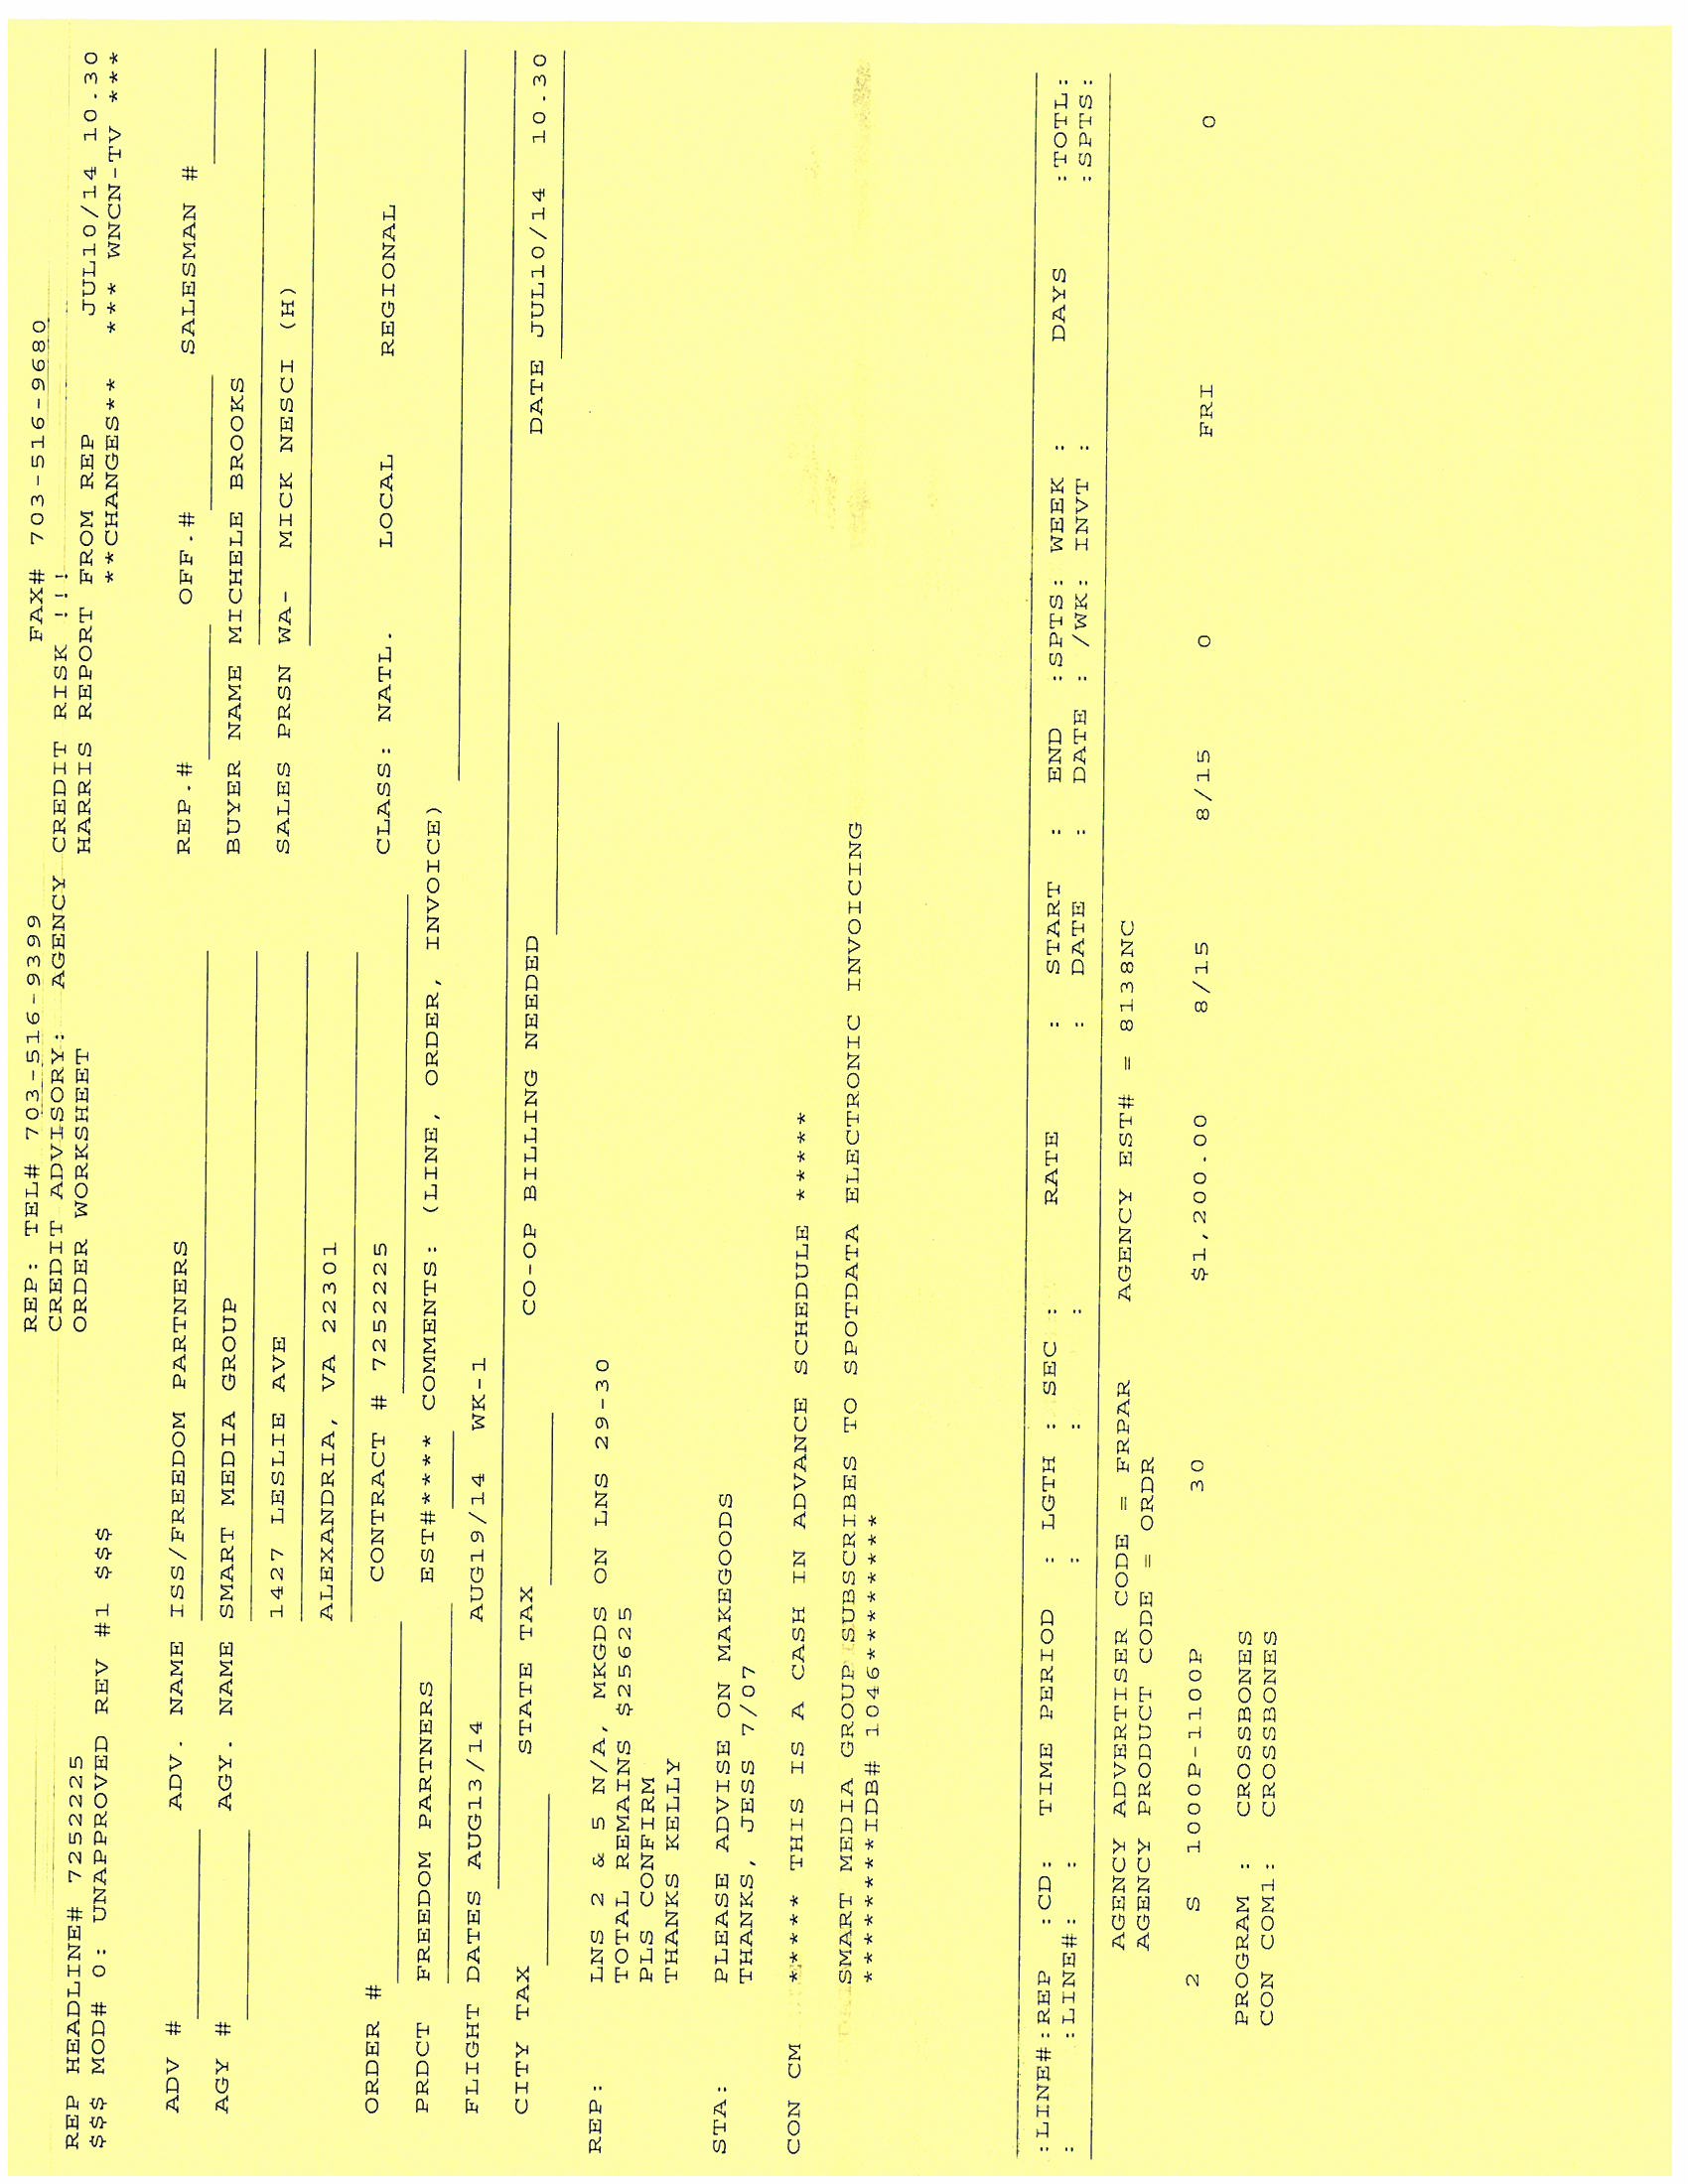 REP: TEL# 703-516-9399 FAX# 703-516-9680
CREDIT ADVISORY: AGENCY CREDIT RISK !!!
REP HEADLINE# 7252225 ORDER WORKSHEET HARRIS REPORT FROM REP JUL10/14 10.30
$$$ MOD# 0: UNAPPROVED REV #1 $$$ **CHANGES** *** WNCN-TV ***
ADV # ADV. NAME ISS/FREEDOM PARTNERS REP.# OFF.# SALESMAN #
AGY # AGY. NAME SMART MEDIA GROUP BUYER NAME MICHELE BROOKS
1427 LESLIE AVE SALES PRSN WA- MICK NESCI (H)
ALEXANDRIA, VA 22301
ORDER # CONTRACT # 7252225 CLASS: NATL. LOCAL REGIONAL
PRDCT FREEDOM PARTNERS EST#**** COMMENTS: (LINE, ORDER, INVOICE)
FLIGHT DATES AUG13/14 AUG19/14 WK-1
CITY TAX STATE TAX CO-OP BILLING NEEDED DATE JUL10/14 10.30
REP: LNS 2 & 5 N/A, MKGDS ON LNS 29-30
TOTAL REMAINS $25625
PLS CONFIRM
THANKS KELLY
STA: PLEASE ADVISE ON MAKEGOODS
THANKS, JESS 7/07
CON CM ***** THIS IS A CASH IN ADVANCE SCHEDULE *****
SMART MEDIA GROUP SUBSCRIBES TO SPOTDATA ELECTRONIC INVOICING
**********IDB# 1046**********
:LINE#:REP :CD: TIME PERIOD : LGTH : SEC : RATE : START : END :SPTS: WEEK : DAYS :TOTL:
: :LINE#: : : : : DATE : DATE : /WK: INVT : :SPTS:
AGENCY ADVERTISER CODE = FRPAR AGENCY EST# = 8138NC
AGENCY PRODUCT CODE = ORDR
2 S 1000P-1100P 30 $1,200.00 8/15 8/15 0 FRI 0
PROGRAM : CROSSBONES
CON COM1: CROSSBONES